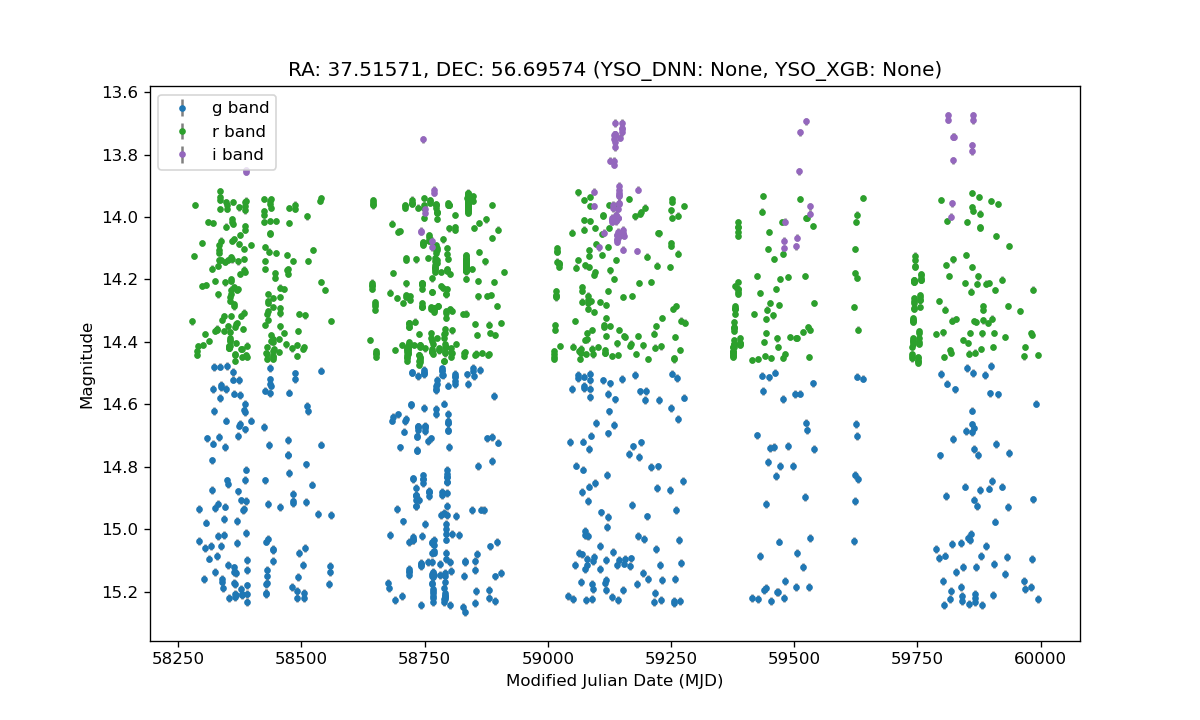 RA: 37.51571, DEC: 56.69574 (YSO_DNN: None, YSO_XGB: None)
g band
r band
i band
Magnitude
13.6
13.8
14.0
14.2
14.4
14.6
14.8
15.0
15.2
58250 58500 58750 59000 59250 59500 59750 60000
Modified Julian Date (MJD)